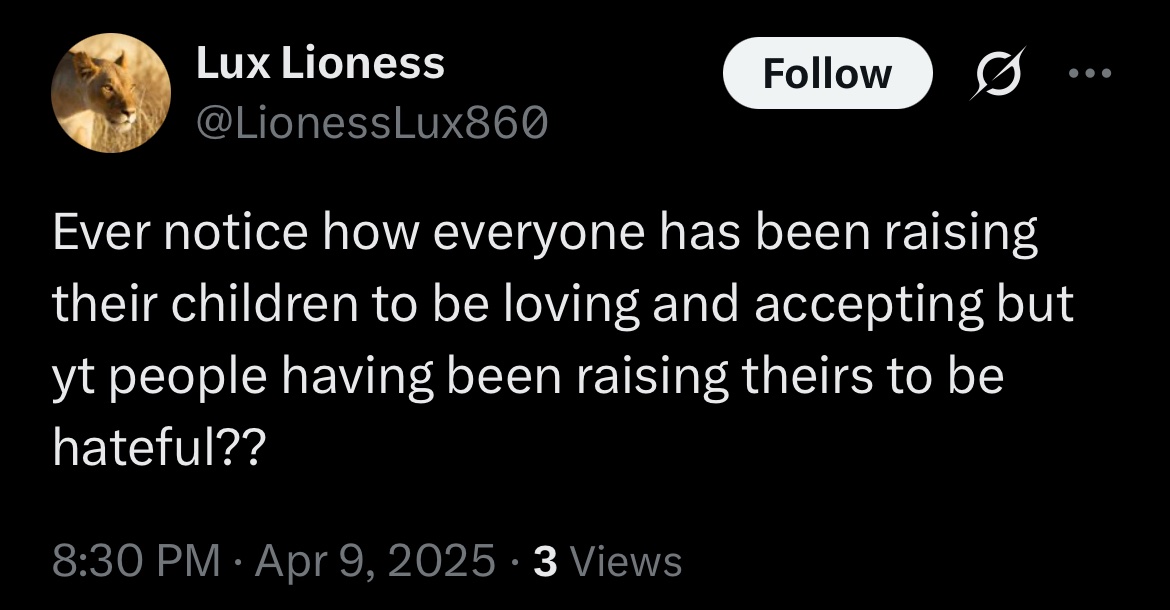 Lux Lioness
Follow
@LionessLux860
Ever notice how everyone has been raising
their children to be loving and accepting but
yt people having been raising theirs to be
hateful??
8:30 PM · Apr 9, 2025 · 3 Views